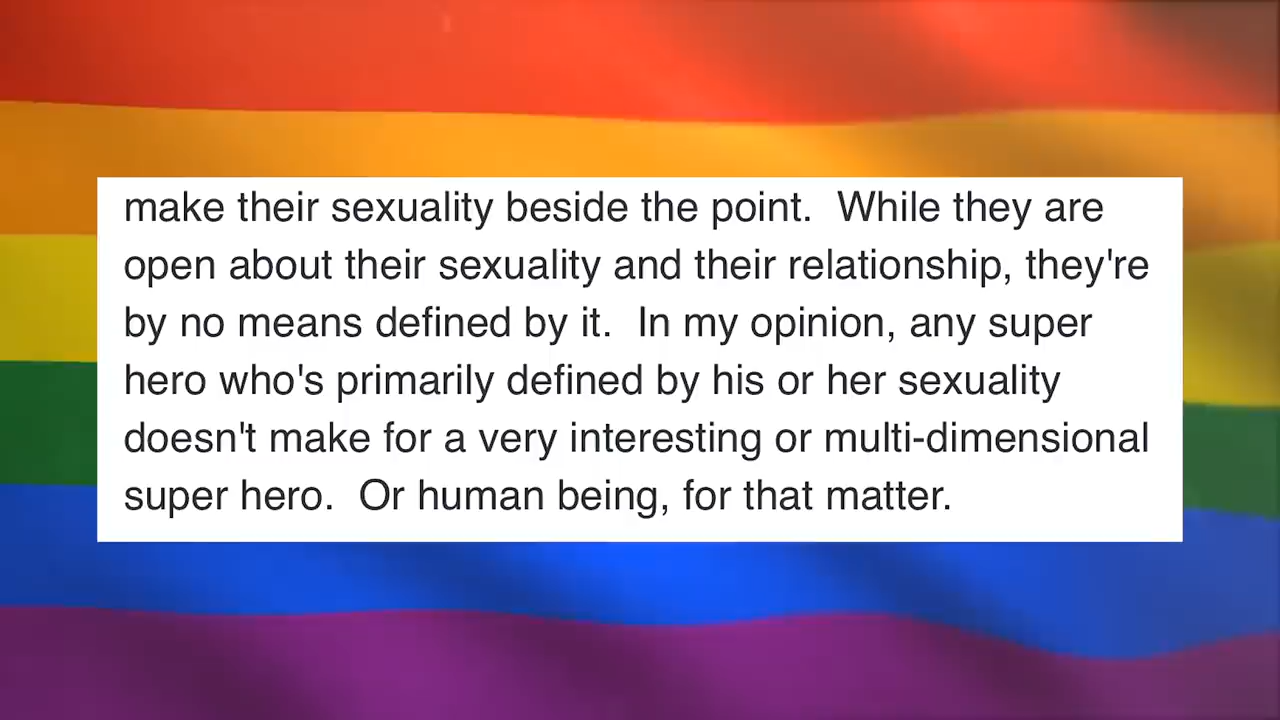 make their sexuality beside the point.  While they are
open about their sexuality and their relationship, they're
by no means defined by it.  In my opinion, any super
hero who's primarily defined by his or her sexuality
doesn't make for a very interesting or multi-dimensional
super hero.  Or human being, for that matter.